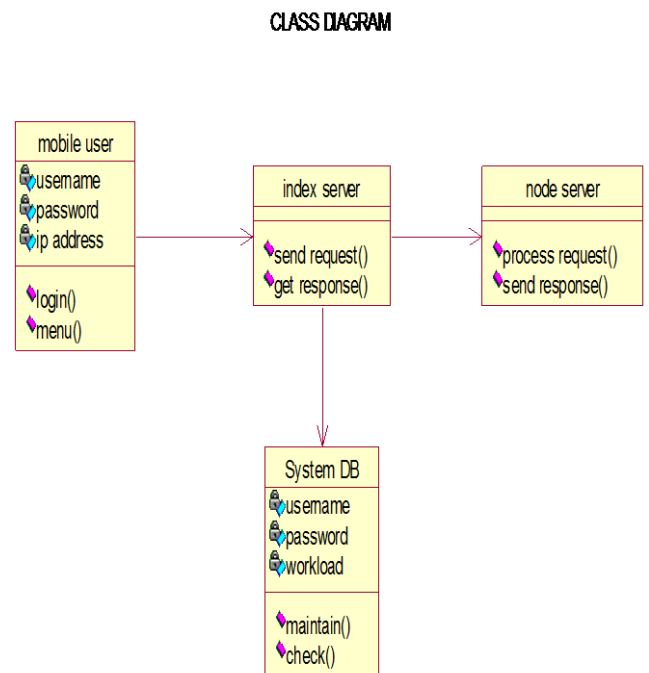 CLASS DIAGRAM
mobile user
username
password
ip address
login()
menu()
index server
send request()
get response()
node server
process request()
send response()
System DB
username
password
workload
maintain()
check()